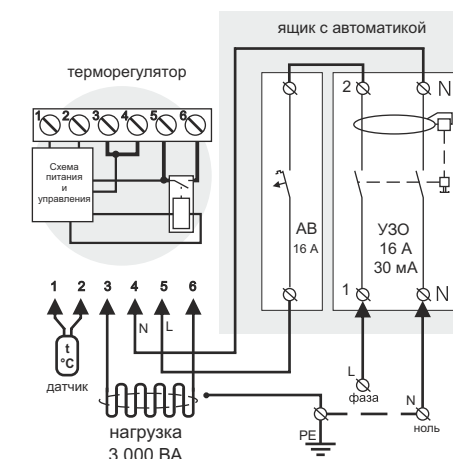 ящик с автоматикой
терморегулятор
1 2 3 4 5 6
2 N
Схема
питания
и
управления
АВ
16 А
УЗО
16 А
30 мА
1 N
1 2 3 4 5 6
N L
t
°C
датчик
L
фаза
N
ноль
PE
нагрузка
3 000 ВА